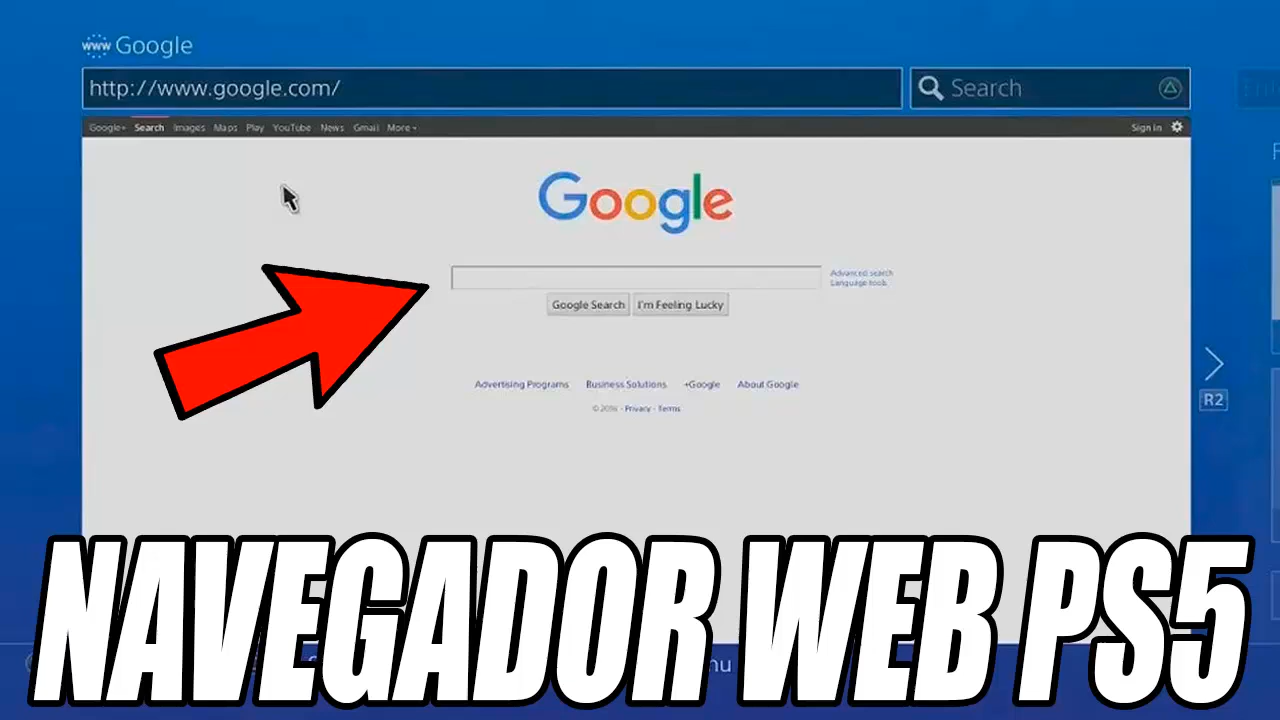 www Google
http://www.google.com/
Search
Google+ Search Images Maps Play YouTube News Gmail More
Sign in
Google
Advanced search
Language tools
Google Search
I'm Feeling Lucky
Advertising Programs Business Solutions +Google About Google
© 2016 - Privacy - Terms
R2
NAVEGADOR WEB PS5